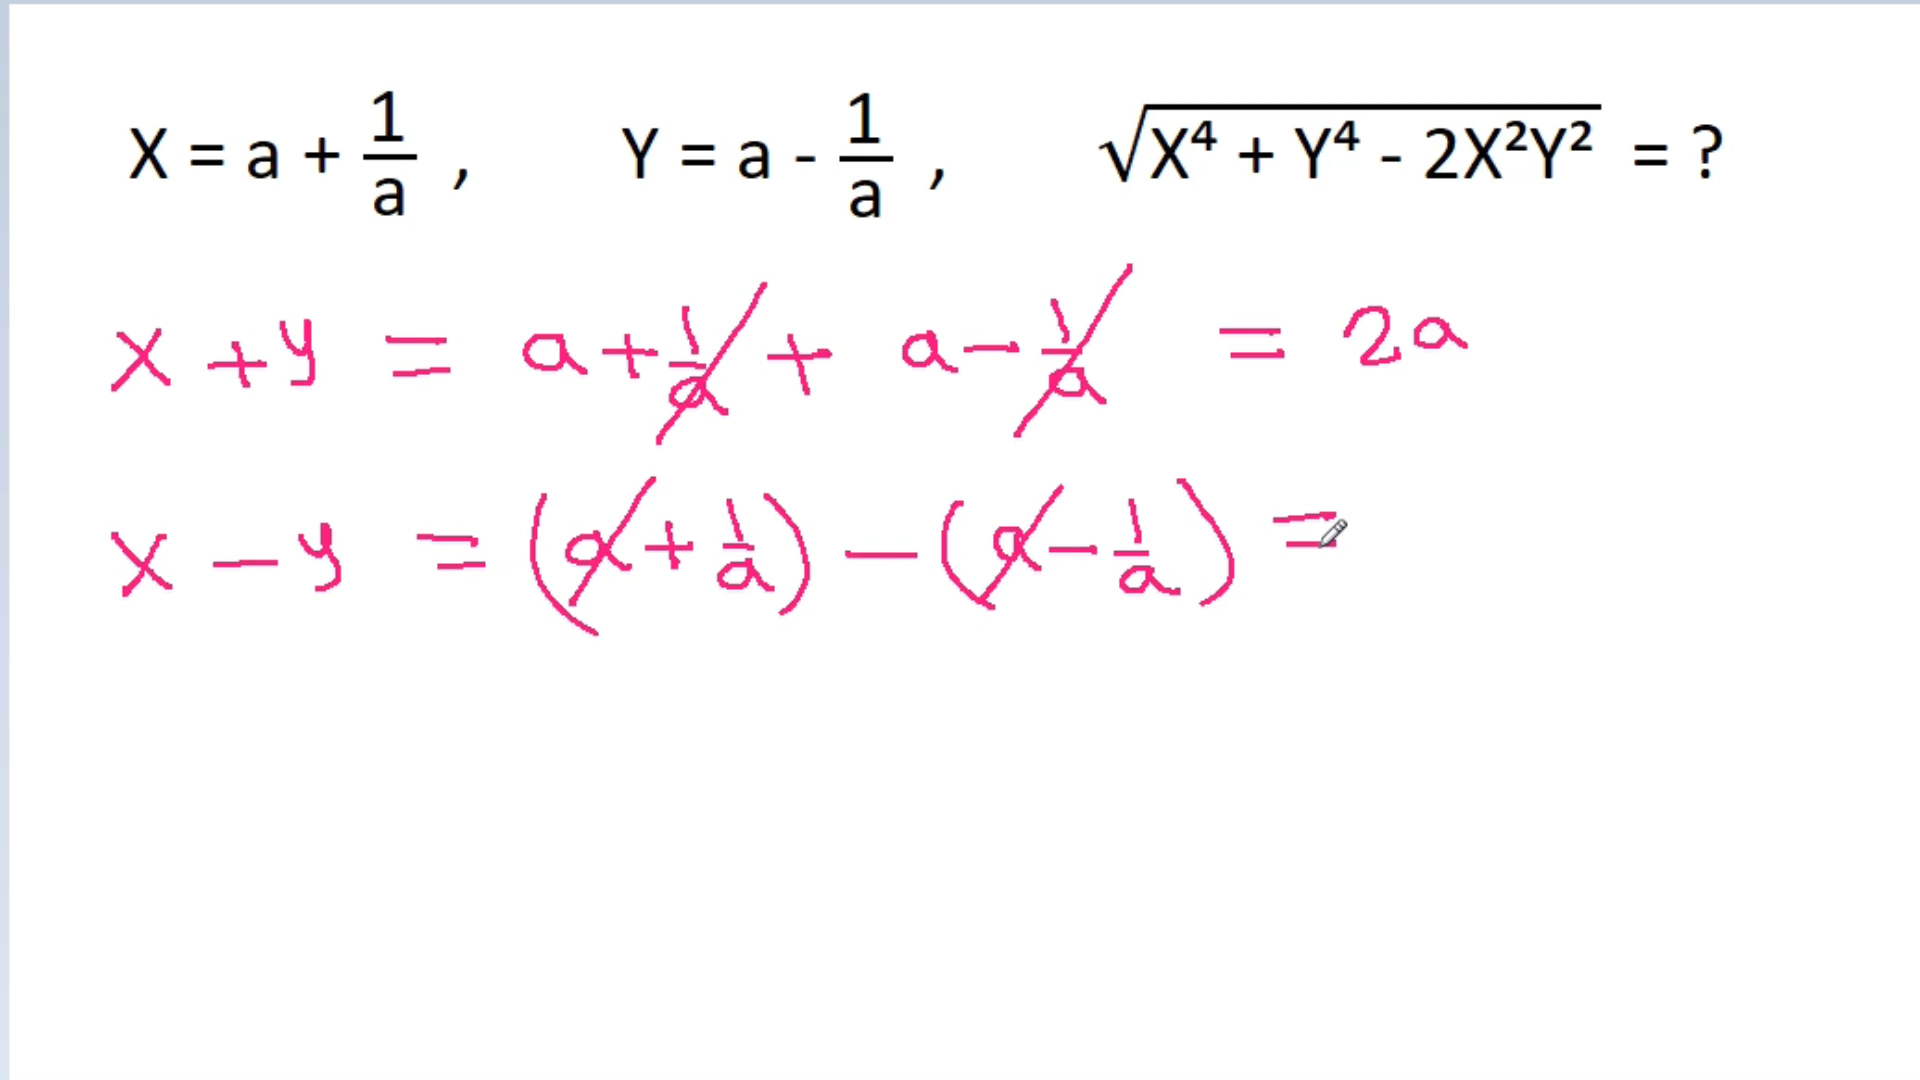 X = a + 1/a , Y = a - 1/a , √X⁴ + Y⁴ - 2X²Y² = ?
x + y = a + 1/a + a - 1/a = 2a
x - y = (a + 1/a) - (a - 1/a) =